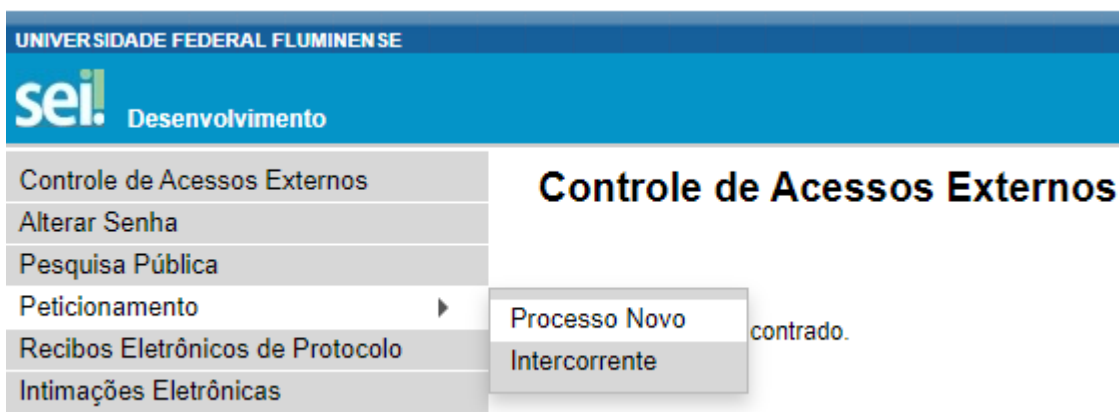 UNIVERSIDADE FEDERAL FLUMINENSE
sei!
Desenvolvimento
Controle de Acessos Externos
Alterar Senha
Pesquisa Pública
Peticionamento
Recibos Eletrônicos de Protocolo
Intimações Eletrônicas
Processo Novo
Intercorrente
Controle de Acessos Externos
contrado.